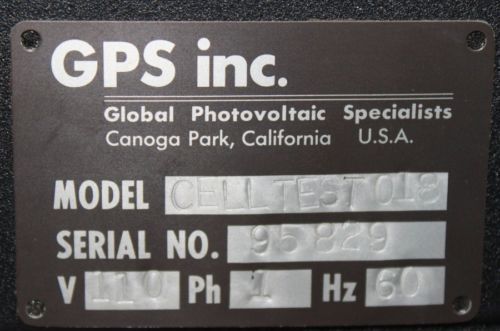 GPS inc.
Global Photovoltaic Specialists
Canoga Park, California U.S.A.
MODEL CELLTEST018
SERIAL NO. 95829
V 110 Ph 1 Hz 60